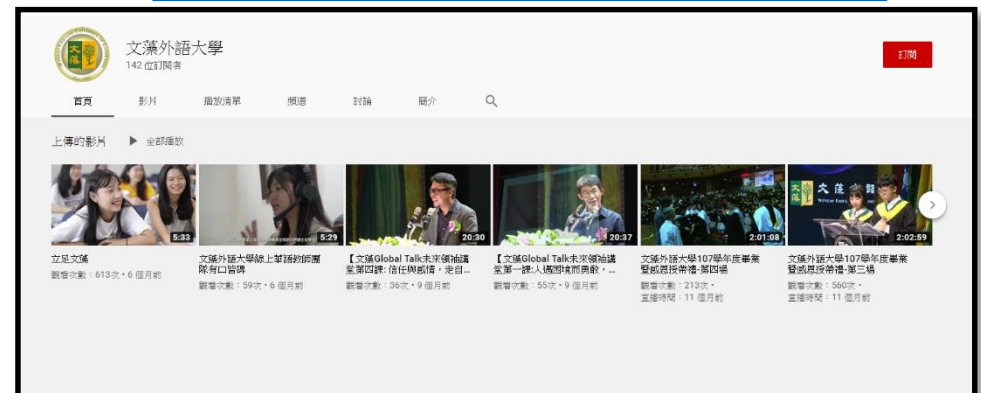 文藻外語大學
142 位訂閱者
訂閱
首頁 影片 播放清單 頻道 討論 簡介
上傳的影片 ▶ 全部播放
5:33
5:29
20:30
20:37
2:01:08
2:02:59
立足文藻
觀看次數：613次・6 個月前
文藻外語大學線上華語教師團
隊有口皆碑
觀看次數：59次・6 個月前
【文藻Global Talk未來領袖講
堂第四課:信任與感情，走自...
觀看次數：36次・9 個月前
【文藻Global Talk未來領袖講
堂第一課:人遇困境而勇敢，...
觀看次數：55次・9 個月前
文藻外語大學107學年度畢業
暨感恩授帶禮-第四場
觀看次數：213次・
直播時間：11 個月前
文藻外語大學107學年度畢業
暨感恩授帶禮-第三場
觀看次數：560次・
直播時間：11 個月前